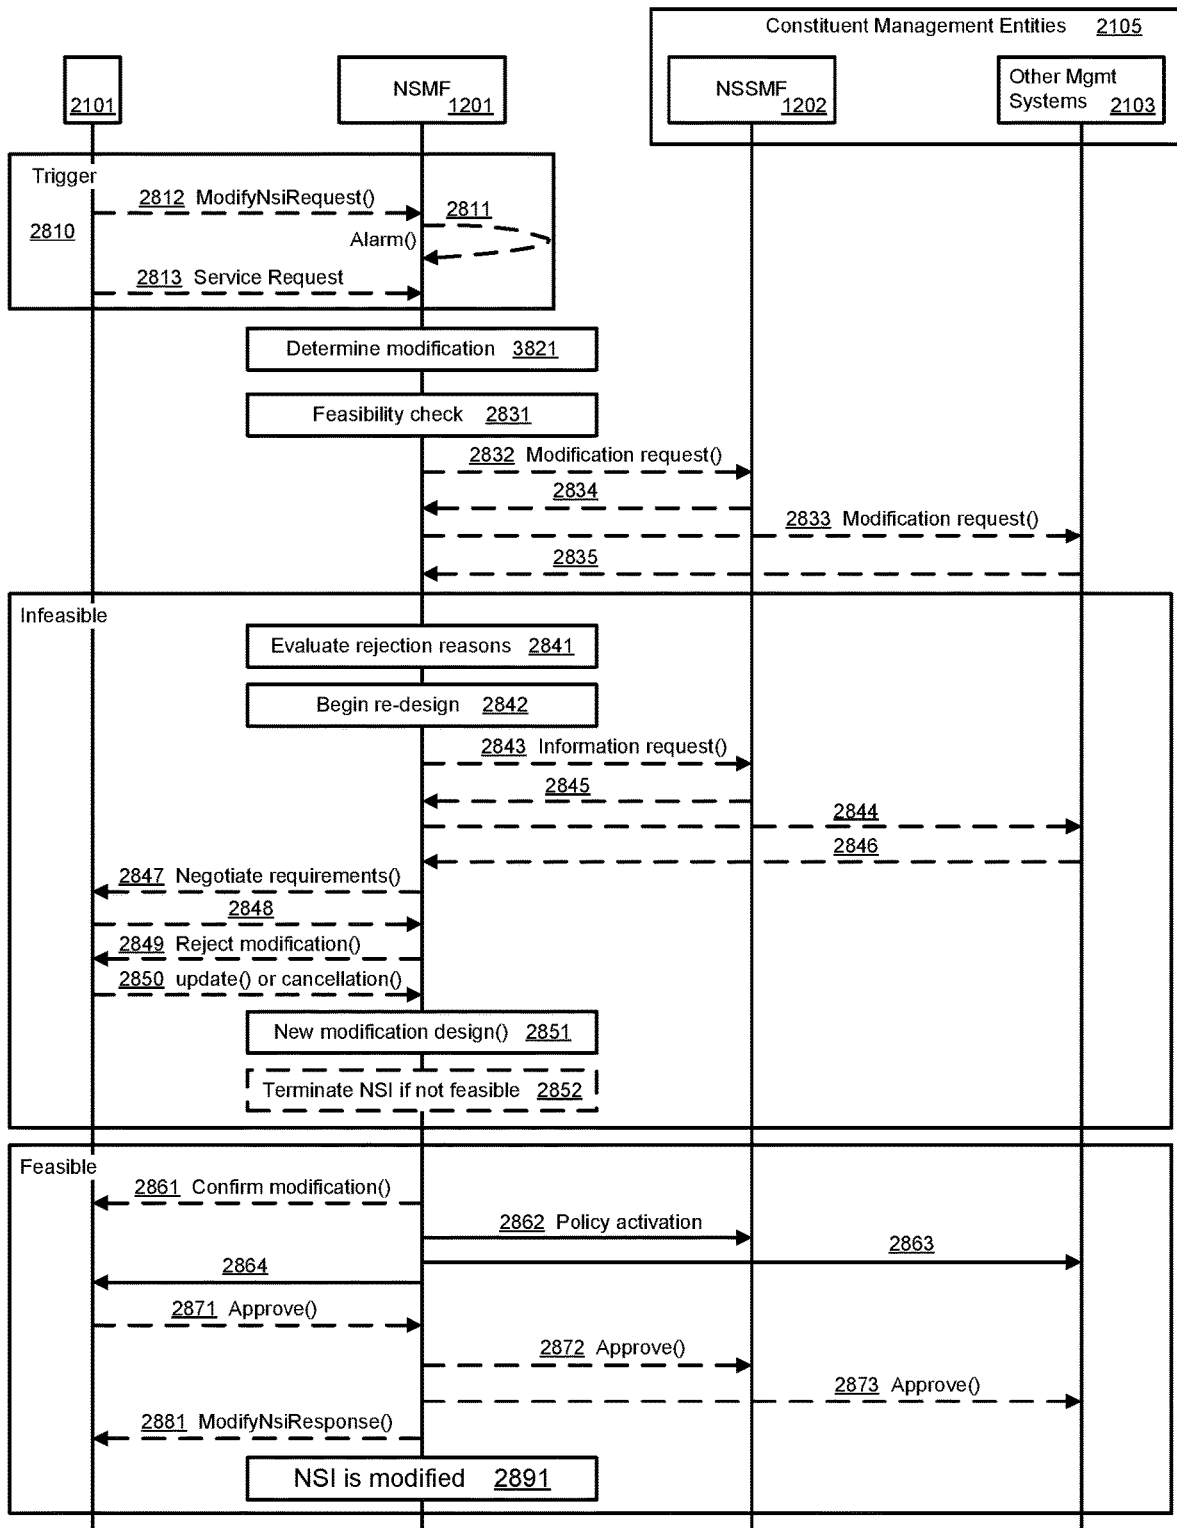 Constituent Management Entities 2105
2101
NSMF
1201
NSSMF
1202
Other Mgmt
Systems 2103
Trigger
2810
2812 ModifyNsiRequest()
2811
Alarm()
2813 Service Request
Determine modification 3821
Feasibility check 2831
2832 Modification request()
2834
2833 Modification request()
2835
Infeasible
Evaluate rejection reasons 2841
Begin re-design 2842
2843 Information request()
2845
2844
2846
2847 Negotiate requirements()
2848
2849 Reject modification()
2850 update() or cancellation()
New modification design() 2851
Terminate NSI if not feasible 2852
Feasible
2861 Confirm modification()
2862 Policy activation
2863
2864
2871 Approve()
2872 Approve()
2873 Approve()
2881 ModifyNsiResponse()
NSI is modified 2891